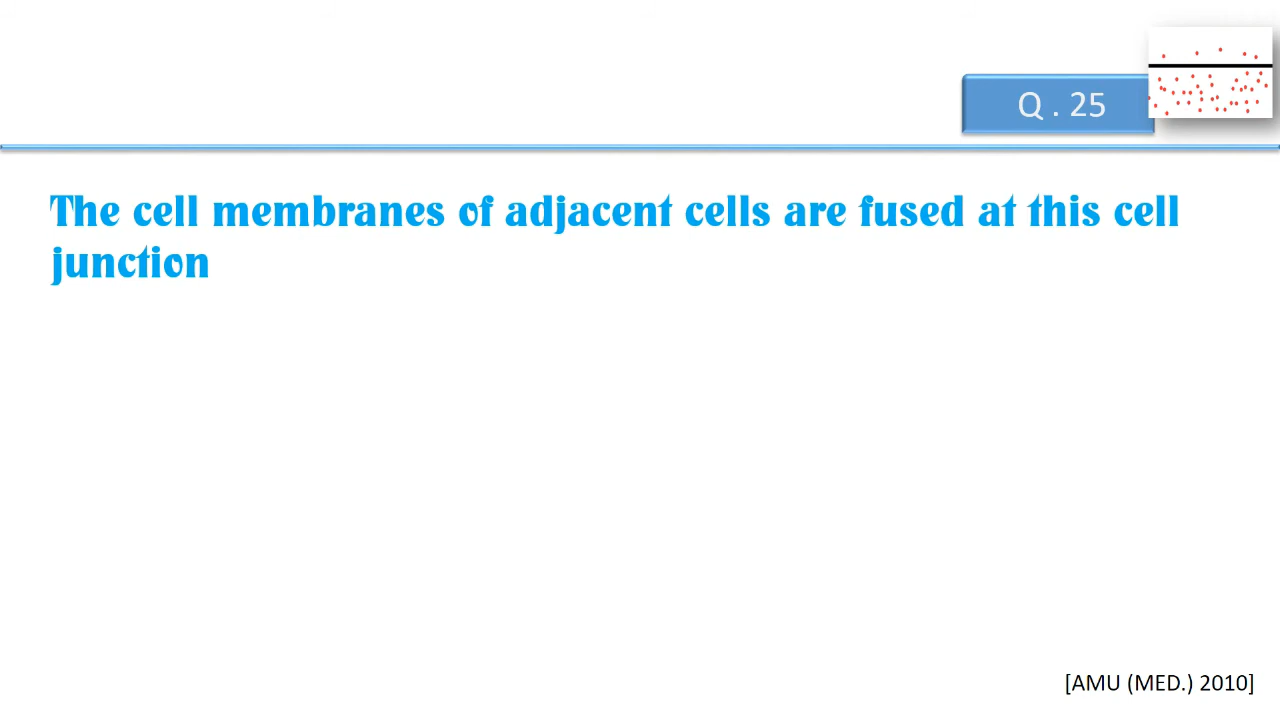 Q . 25
The cell membranes of adjacent cells are fused at this cell
junction
[AMU (MED.) 2010]